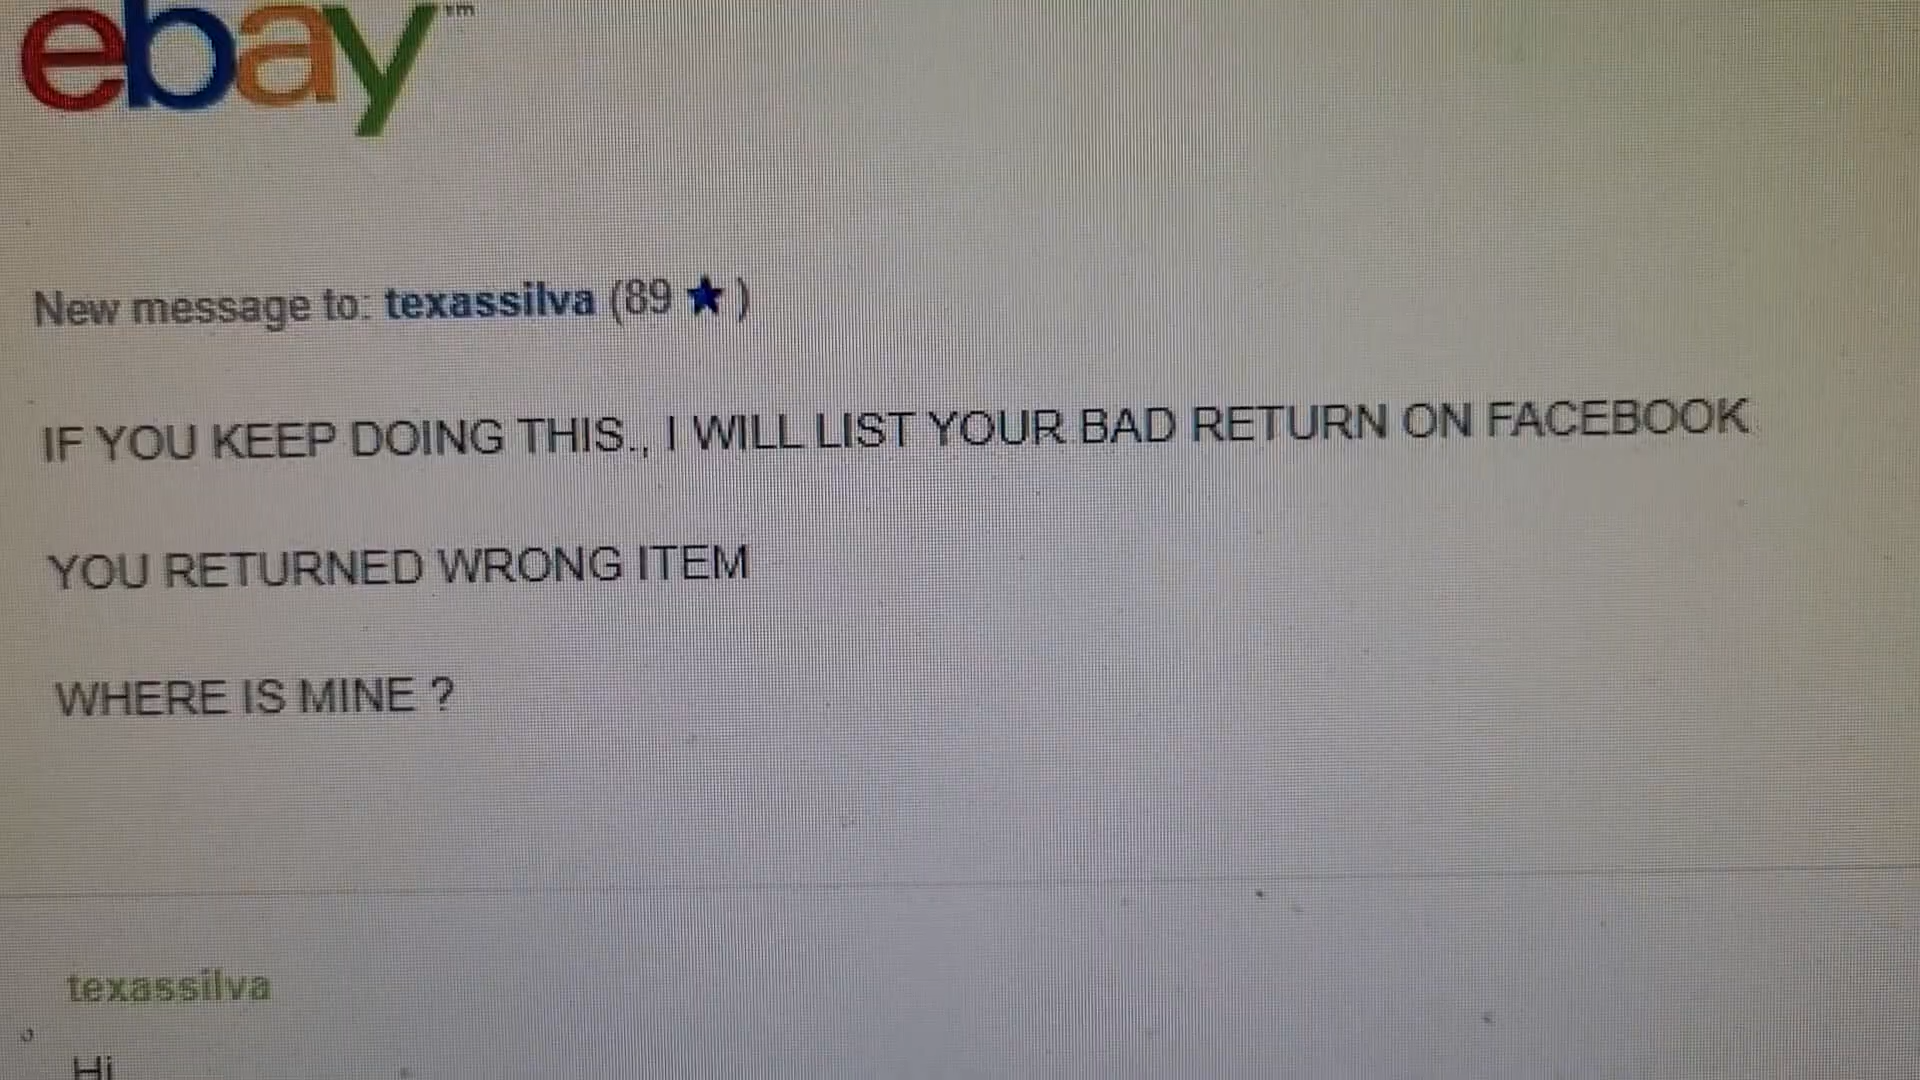 ebay™
New message to: texassilva (89 ★ )
IF YOU KEEP DOING THIS., I WILL LIST YOUR BAD RETURN ON FACEBOOK
YOU RETURNED WRONG ITEM
WHERE IS MINE ?
texassilva
Hi